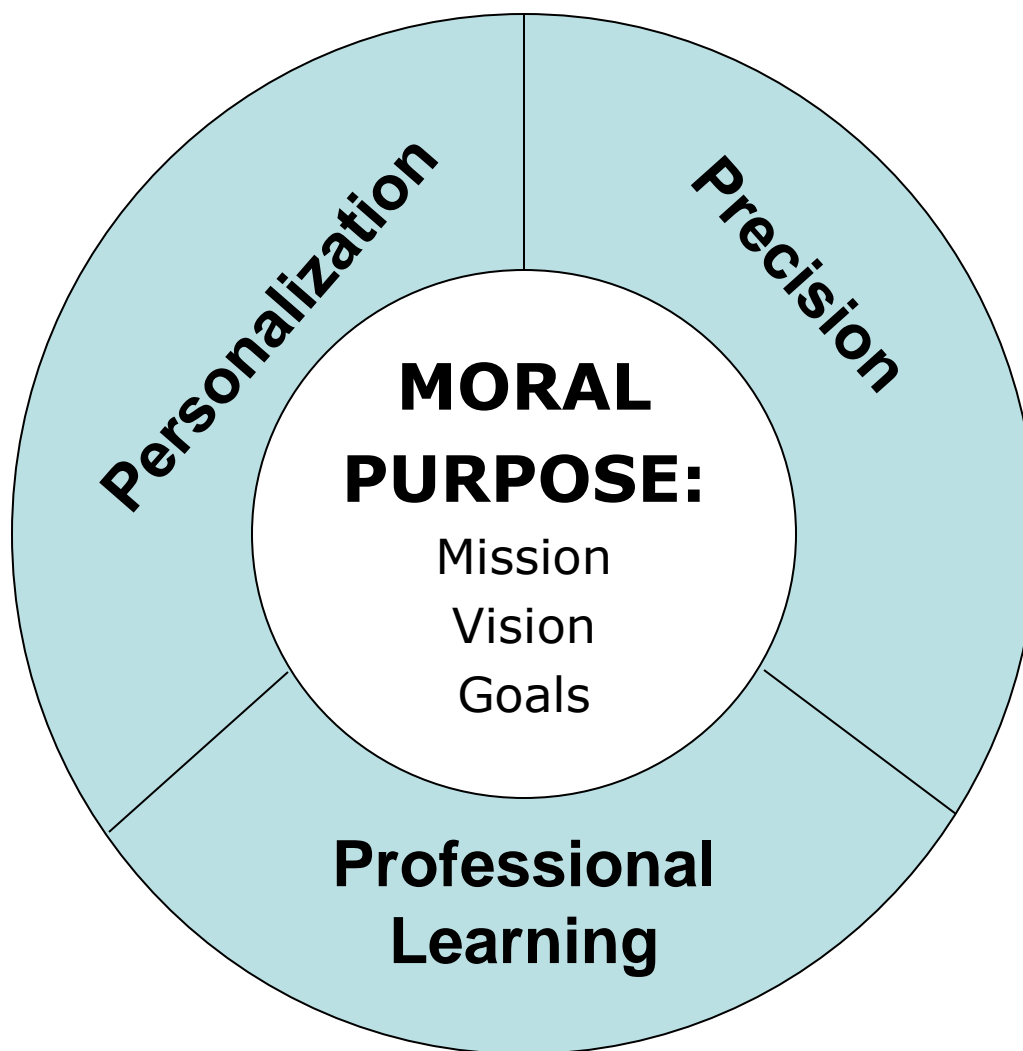 Personalization
Precision
MORAL
PURPOSE:
Mission
Vision
Goals
Professional
Learning